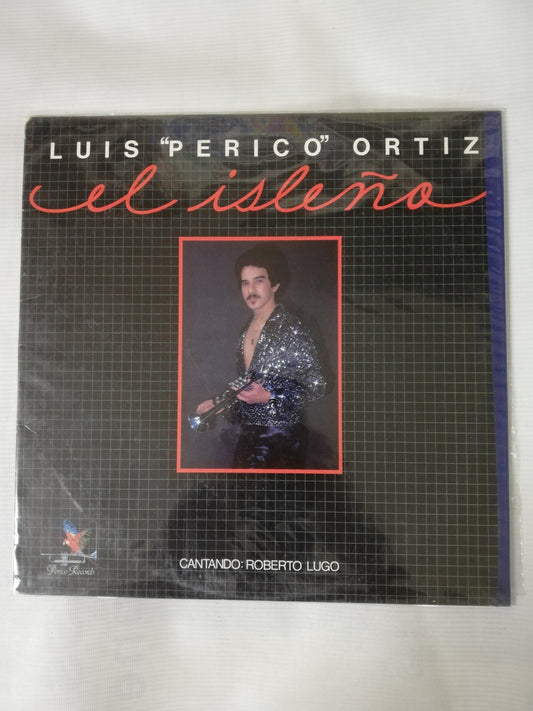 LUIS "PERICO" ORTIZ
el isleño
Perico Records
CANTANDO: ROBERTO LUGO